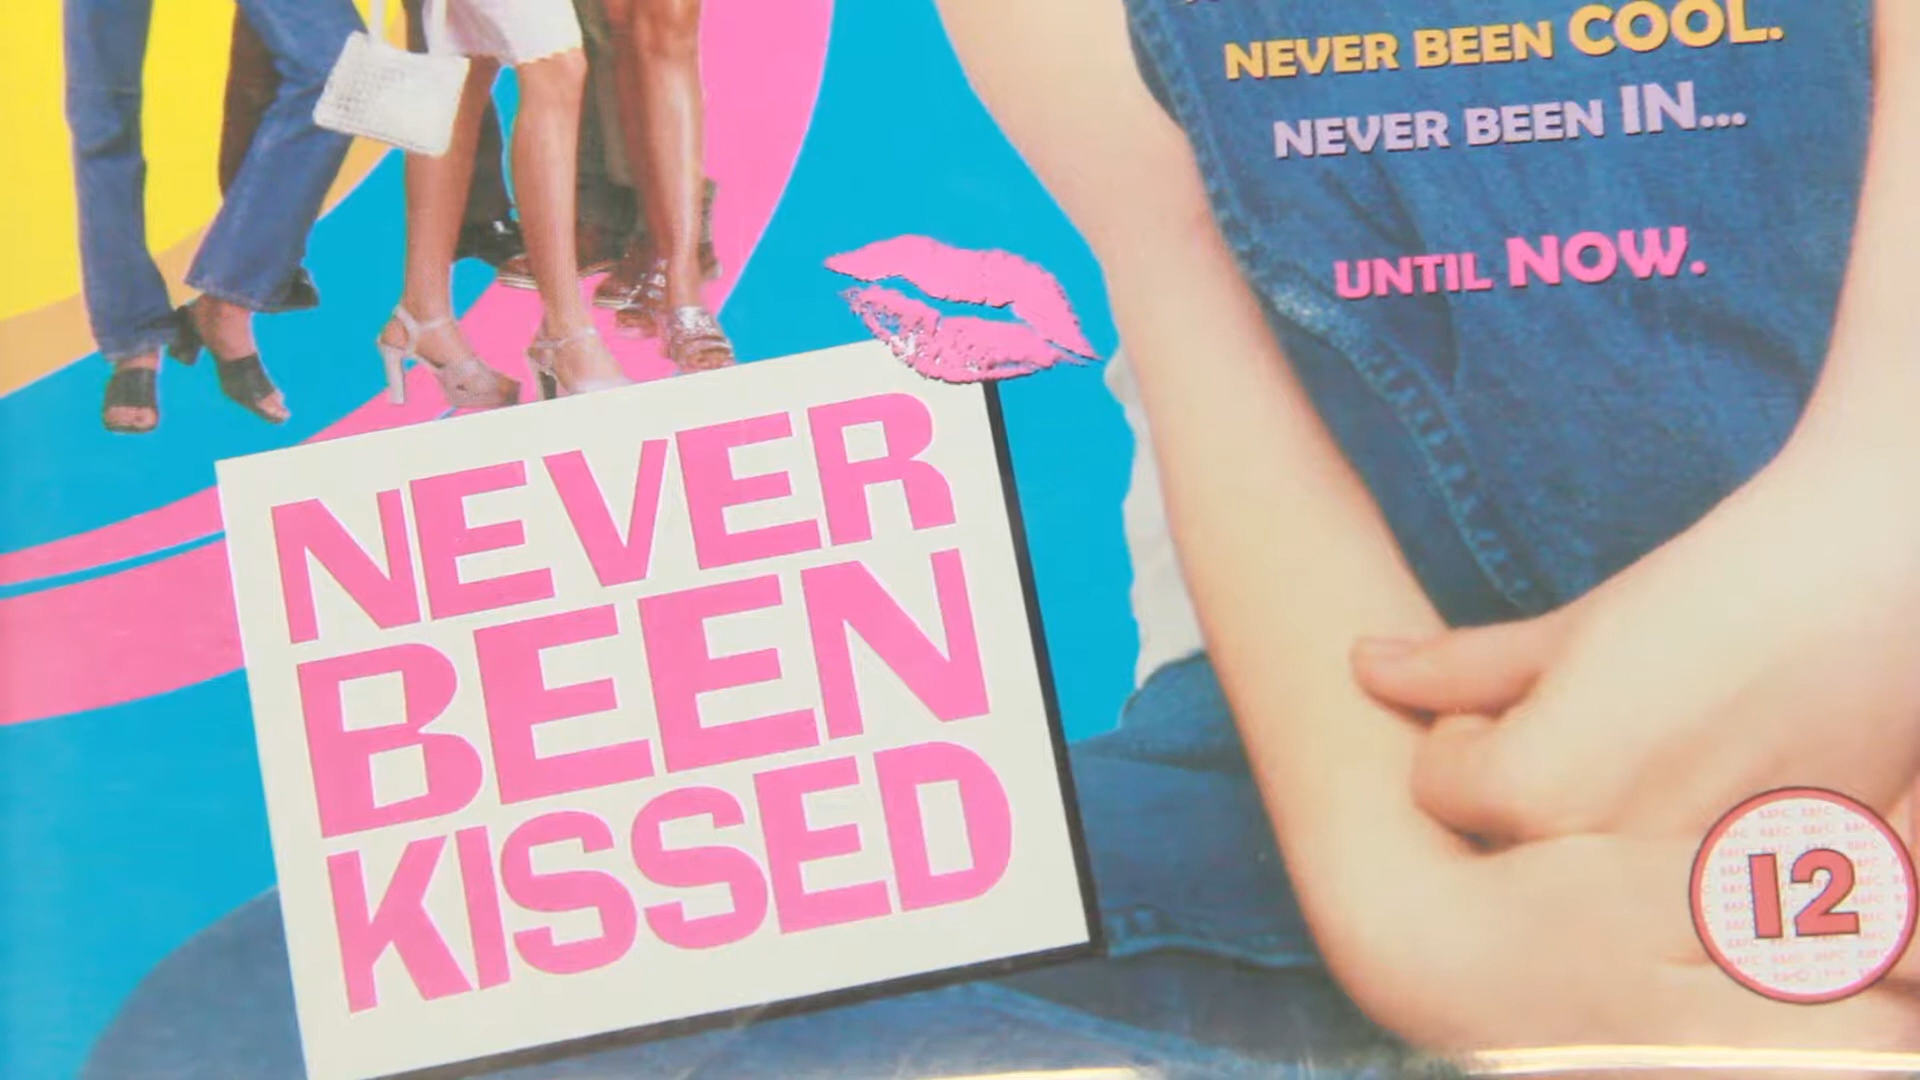 NEVER BEEN COOL.
NEVER BEEN IN...
UNTIL NOW.
NEVER
BEEN
KISSED
12